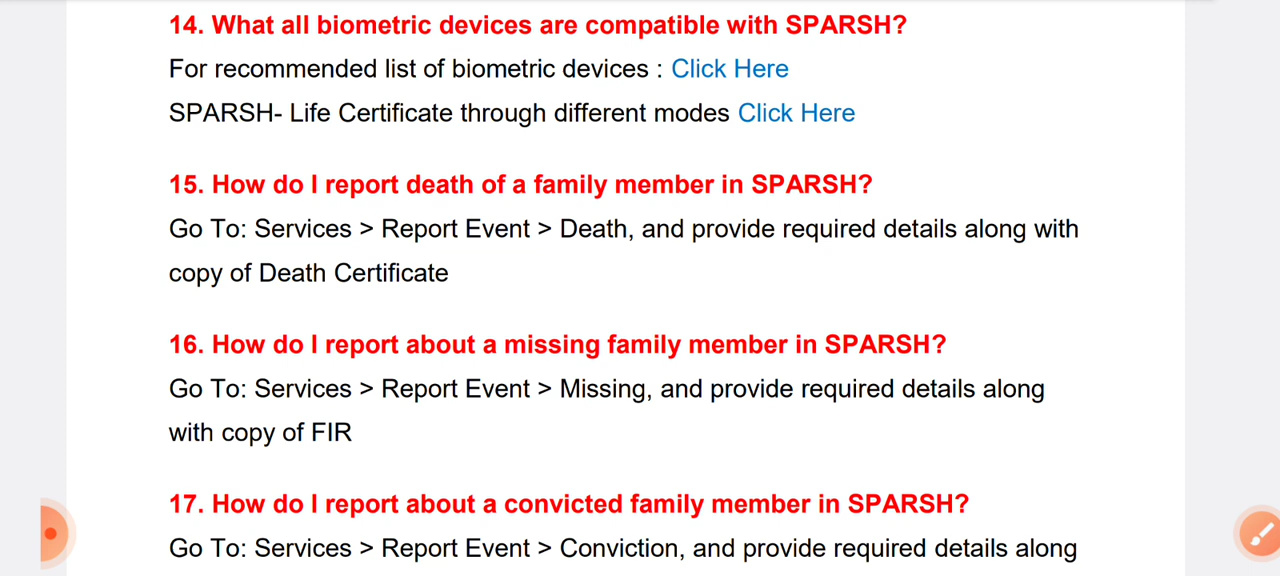 14. What all biometric devices are compatible with SPARSH?
For recommended list of biometric devices : Click Here
SPARSH- Life Certificate through different modes Click Here
15. How do I report death of a family member in SPARSH?
Go To: Services > Report Event > Death, and provide required details along with
copy of Death Certificate
16. How do I report about a missing family member in SPARSH?
Go To: Services > Report Event > Missing, and provide required details along
with copy of FIR
17. How do I report about a convicted family member in SPARSH?
Go To: Services > Report Event > Conviction, and provide required details along